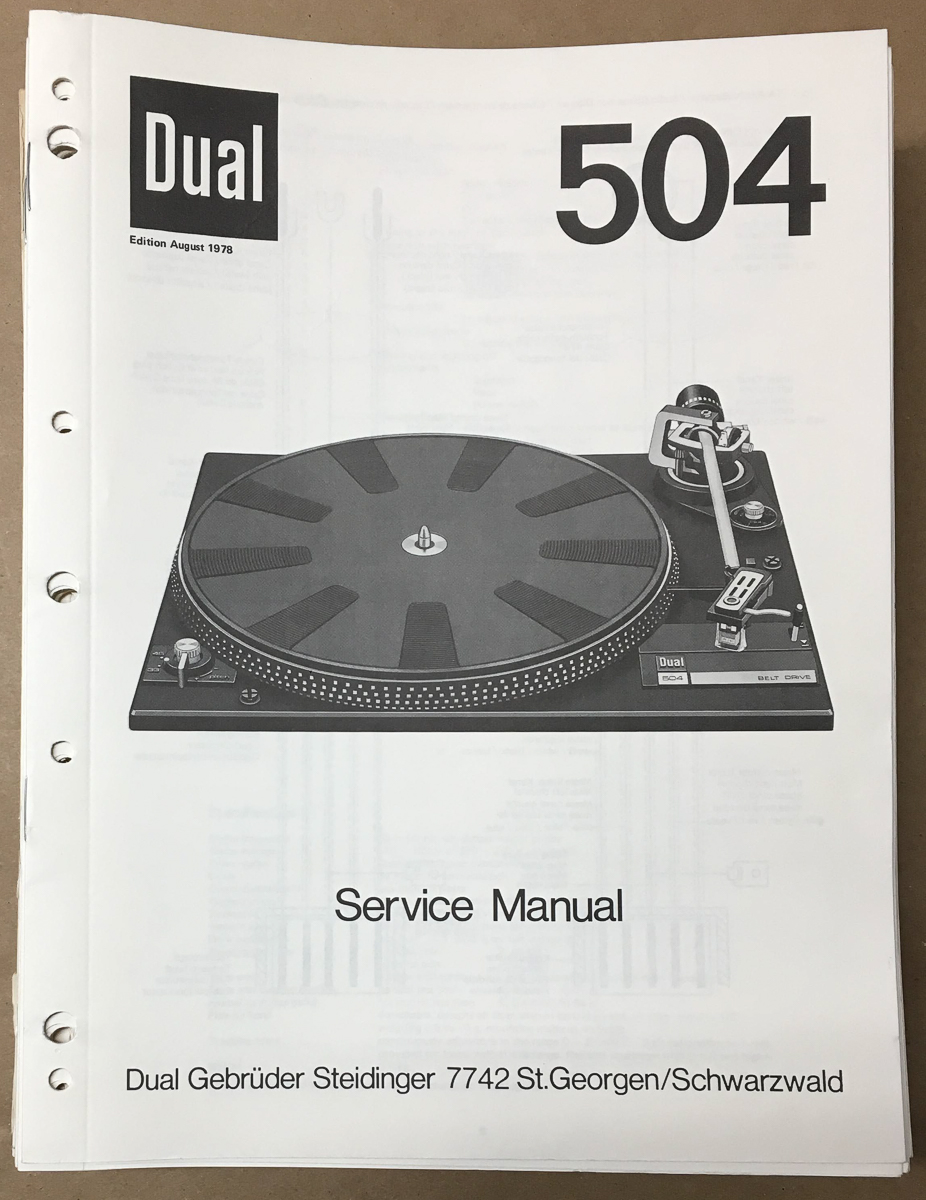 Dual
504
Edition August 1978
Dual
504
BELT DRIVE
Service Manual
Dual Gebrüder Steidinger 7742 St.Georgen/Schwarzwald